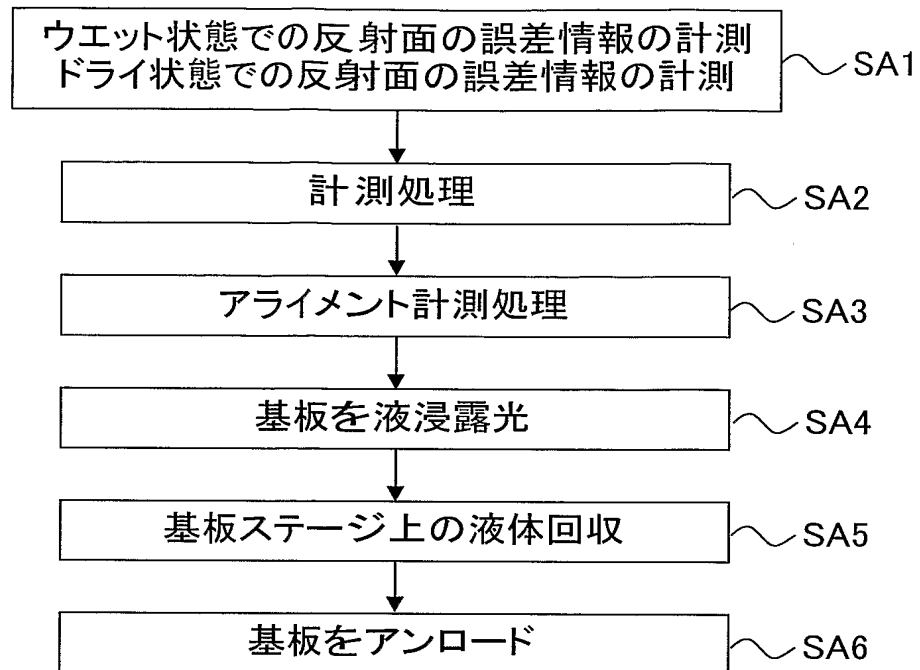 ウエット状態での反射面の誤差情報の計測
ドライ状態での反射面の誤差情報の計測
SA1
計測処理
SA2
アライメント計測処理
SA3
基板を液浸露光
SA4
基板ステージ上の液体回収
SA5
基板をアンロード
SA6